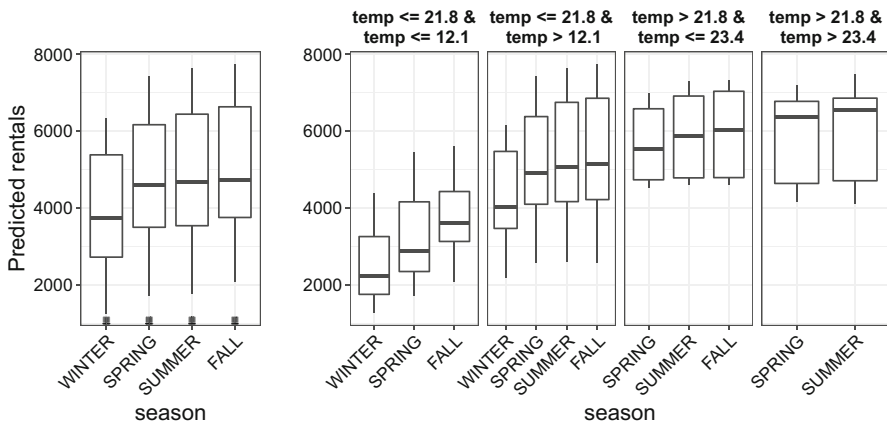 temp <= 21.8 &
temp <= 12.1
temp <= 21.8 &
temp > 12.1
temp > 21.8 &
temp <= 23.4
temp > 21.8 &
temp > 23.4
Predicted rentals
8000
6000
4000
2000
WINTER
SPRING
SUMMER
FALL
season
8000
6000
4000
2000
WINTER
SPRING
FALL
WINTER
SPRING
SUMMER
FALL
SPRING
SUMMER
FALL
SPRING
SUMMER
season